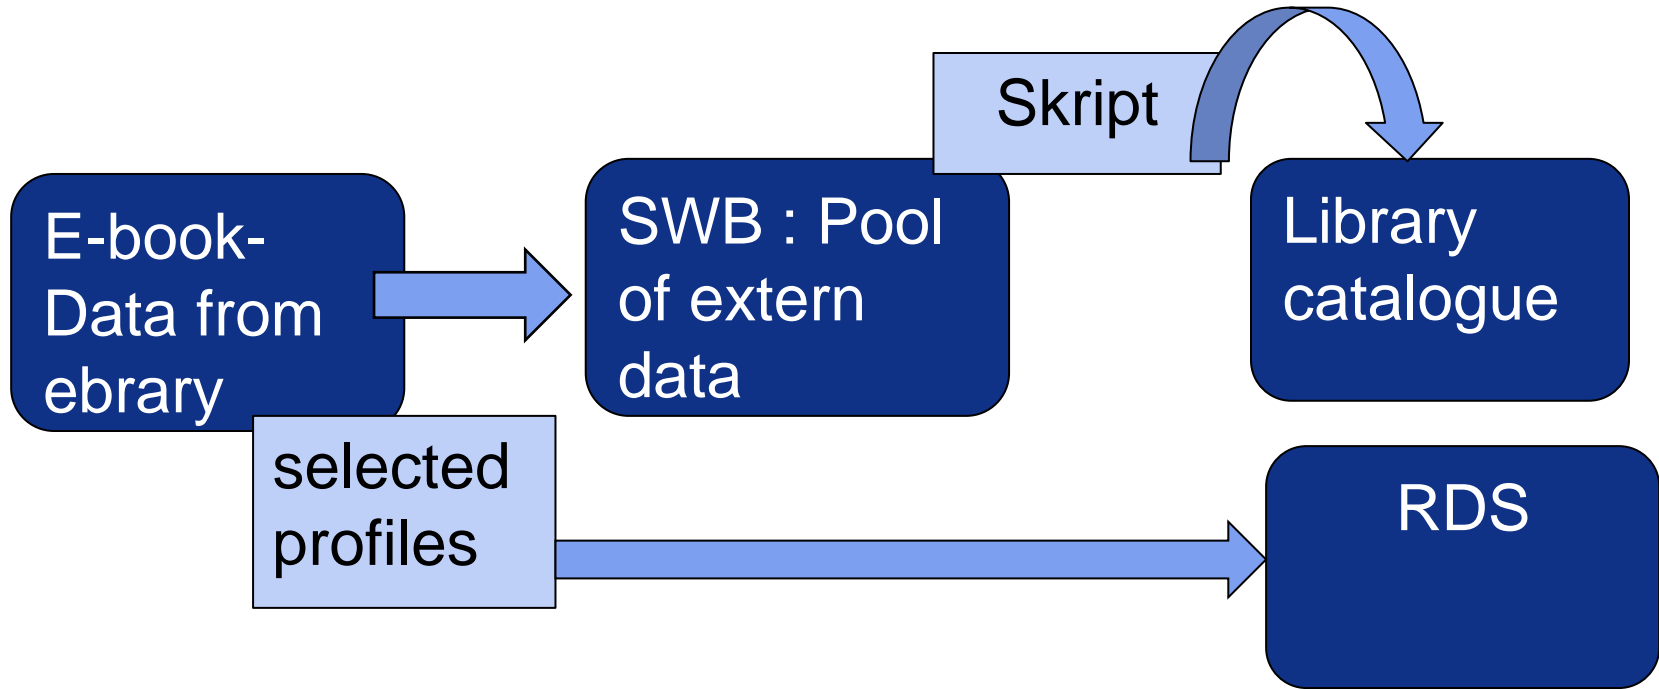 Skript
E-book-
Data from
ebrary
SWB : Pool
of extern
data
Library
catalogue
selected
profiles
RDS